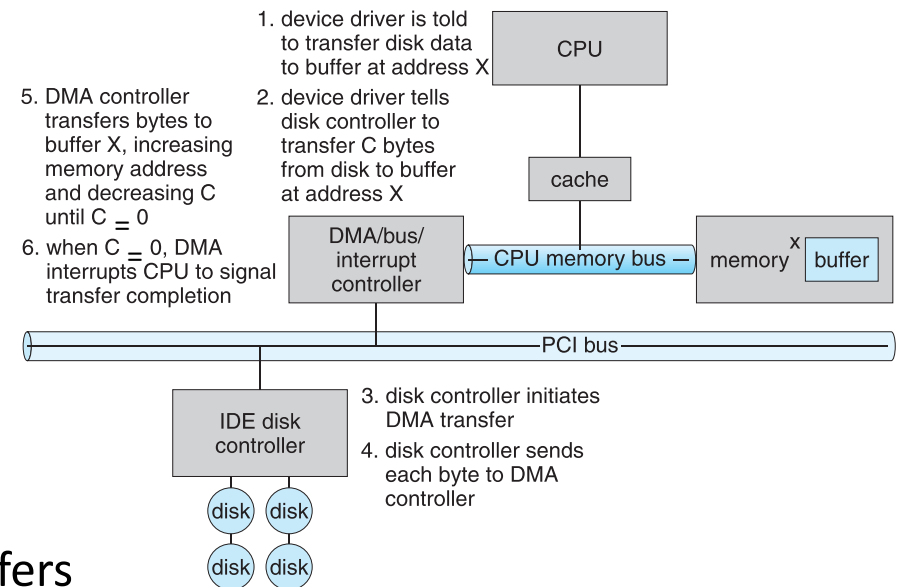 1. device driver is told
to transfer disk data
to buffer at address X
2. device driver tells
disk controller to
transfer C bytes
from disk to buffer
at address X
5. DMA controller
transfers bytes to
buffer X, increasing
memory address
and decreasing C
until C = 0
6. when C = 0, DMA
interrupts CPU to signal
transfer completion
CPU
cache
DMA/bus/
interrupt
controller
CPU memory bus
memory
x
buffer
PCI bus
IDE disk
controller
3. disk controller initiates
DMA transfer
4. disk controller sends
each byte to DMA
controller
disk disk
disk disk
fers